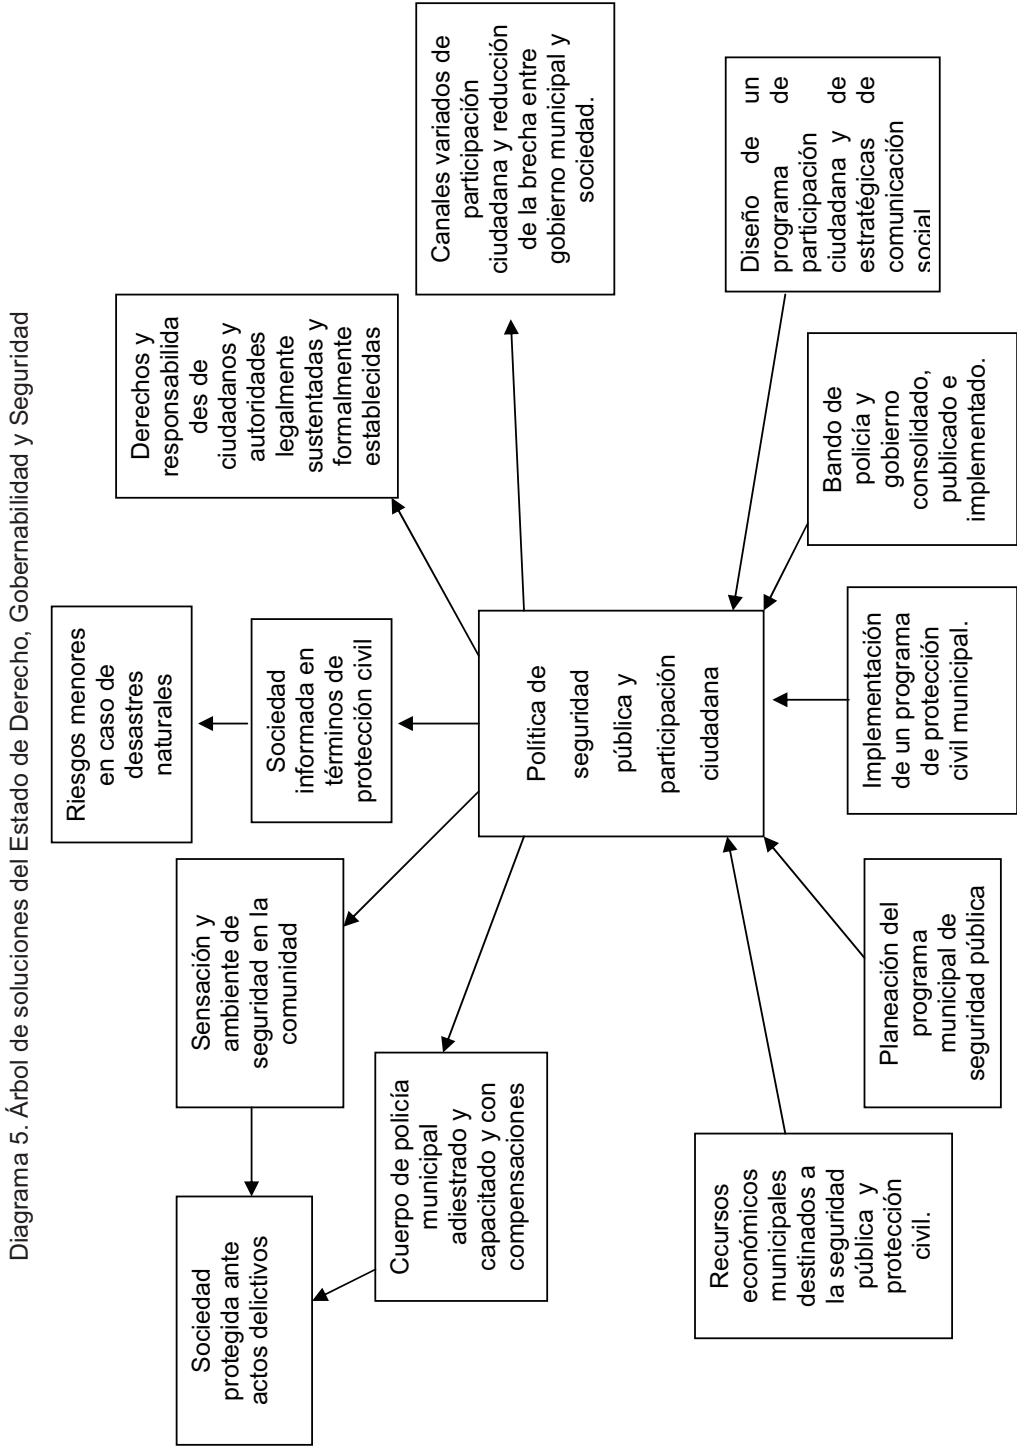 Diagrama 5. Árbol de soluciones del Estado de Derecho, Gobernabilidad y Seguridad
Riesgos menores
en caso de
desastres
naturales
Sociedad
protegida ante
actos delictivos
Sensación y
ambiente de
seguridad en la
comunidad
Sociedad
informada en
términos de
protección civil
Derechos y
responsabilida
des de
ciudadanos y
autoridades
legalmente
sustentadas y
formalmente
establecidas
Cuerpo de policía
municipal
adiestrado y
capacitado y con
compensaciones
Canales variados de
participación
ciudadana y reducción
de la brecha entre
gobierno municipal y
sociedad.
Política de
seguridad
pública y
participación
ciudadana
Recursos
económicos
municipales
destinados a
la seguridad
pública y
protección
civil.
Planeación del
programa
municipal de
seguridad pública
Implementación
de un programa
de protección
civil municipal.
Bando de
policía y
gobierno
consolidado,
publicado e
implementado.
Diseño de un
programa de
participación
ciudadana y de
estratégicas de
comunicación
social